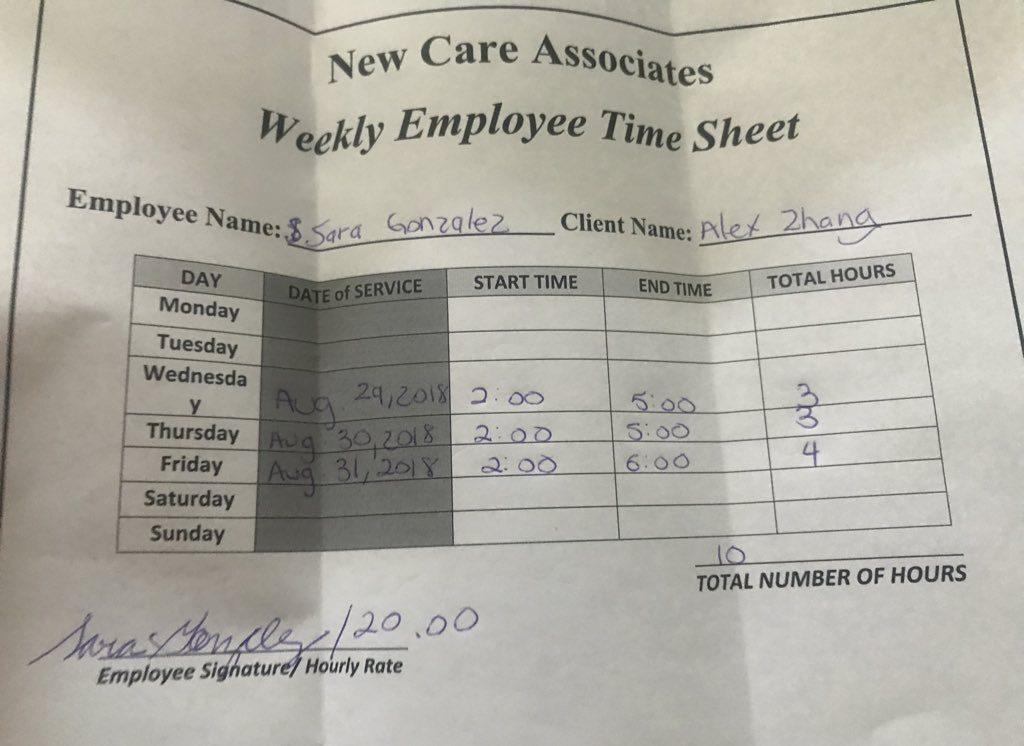 New Care Associates
Weekly Employee Time Sheet
Employee Name: S. Sara Gonzalez Client Name: Alex Zhang
DAY DATE of SERVICE START TIME END TIME TOTAL HOURS
Monday
Tuesday
Wednesda
y Aug 29, 2018 2:00 5:00 3
Thursday Aug 30, 2018 2:00 5:00 3
Friday Aug 31, 2018 2:00 6:00 4
Saturday
Sunday
10
TOTAL NUMBER OF HOURS
Sara Gonzalez / 20.00
Employee Signature/ Hourly Rate